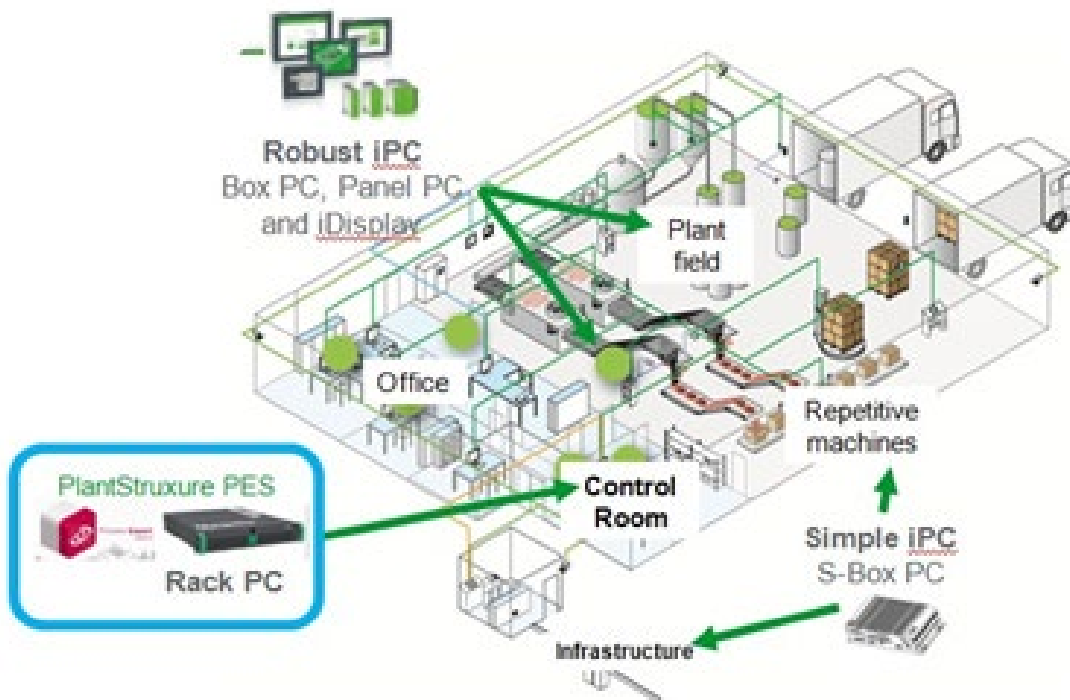 Robust iPC
Box PC, Panel PC
and iDisplay
Plant
field
Office
Repetitive
machines
PlantStruxure PES
Rack PC
Control
Room
Simple iPC
S-Box PC
Infrastructure